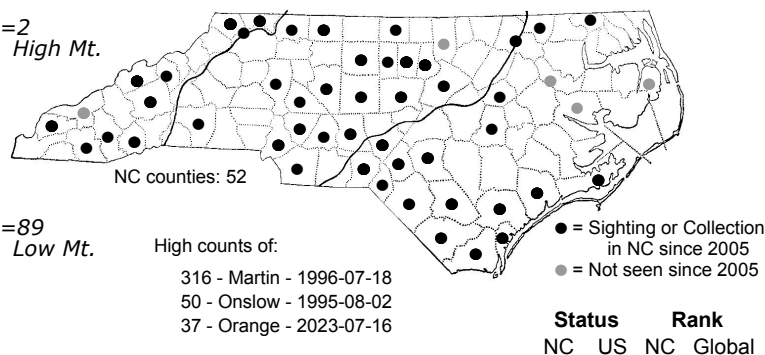 =2
High Mt.
NC counties: 52
=89
Low Mt.
High counts of:
316 - Martin - 1996-07-18
50 - Onslow - 1995-08-02
37 - Orange - 2023-07-16
= Sighting or Collection
in NC since 2005
= Not seen since 2005
Status Rank
NC US NC Global